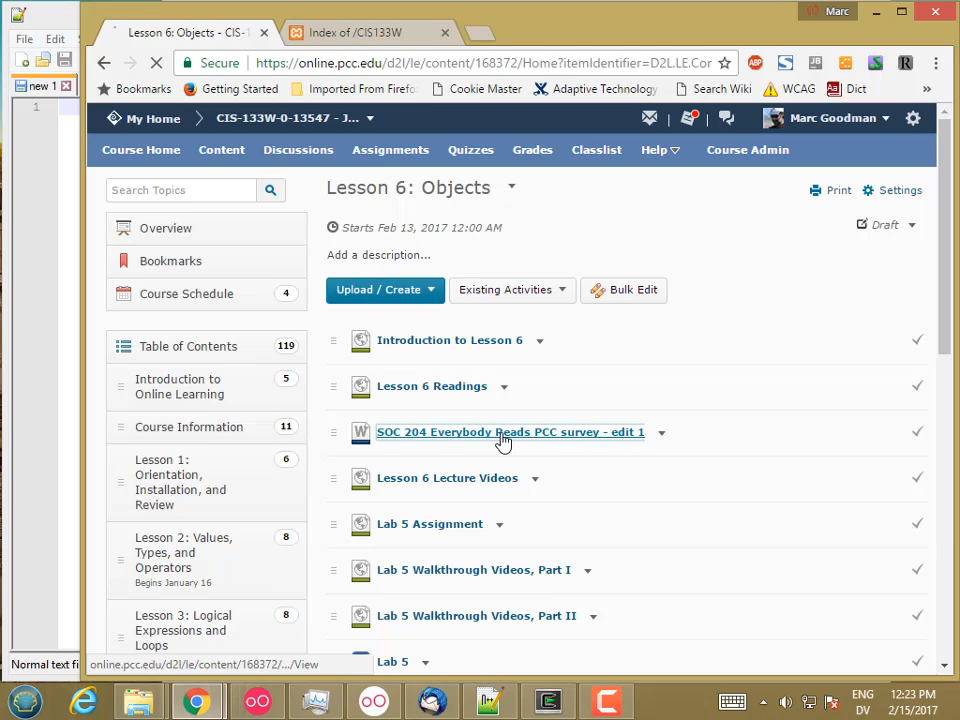 Marc
Lesson 6: Objects - CIS-1
Index of /CIS133W
File Edit
Secure https://online.pcc.edu/d2l/le/content/168372/Home?itemIdentifier=D2L.LE.Cor
ABP
JB
Bookmarks Getting Started Imported From Firefo Cookie Master Adaptive Technology Search Wiki WCAG Dict »
new 1
1
My Home CIS-133W-0-13547 - J... Marc Goodman
Course Home Content Discussions Assignments Quizzes Grades Classlist Help Course Admin
Search Topics
Lesson 6: Objects
Print Settings
Overview
Starts Feb 13, 2017 12:00 AM
Draft
Bookmarks
Add a description...
Course Schedule 4
Upload / Create Existing Activities Bulk Edit
Table of Contents 119
Introduction to Lesson 6
Introduction to Online Learning 5
Lesson 6 Readings
Course Information 11
SOC 204 Everybody Reads PCC survey - edit 1
Lesson 1:
Orientation,
Installation, and
Review
6
Lesson 6 Lecture Videos
Lab 5 Assignment
Lesson 2: Values,
Types, and
Operators
Begins January 16
8
Lab 5 Walkthrough Videos, Part I
Lesson 3: Logical
Expressions and
Loops
8
Lab 5 Walkthrough Videos, Part II
Lab 5
Normal text fi
online.pcc.edu/d2l/le/content/168372/.../View
ENG
DV
12:23 PM
2/15/2017